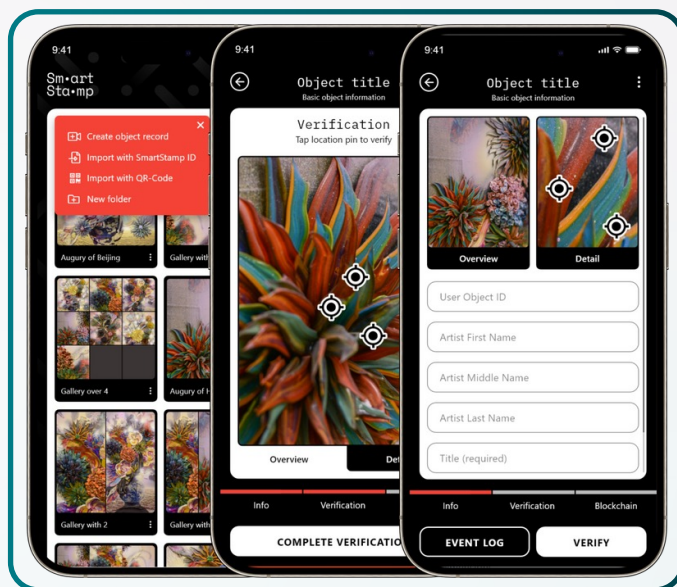 9:41
Sm•art
Sta•mp
Create object record
Import with SmartStamp ID
Import with QR-Code
New folder
Augury of Beijing
Gallery with
Gallery over 4
Augury of H
Gallery with 2
Gallery with
9:41
Object title
Basic object information
Verification
Tap location pin to verify
Overview
Info
Verification
COMPLETE
9:41
Object title
Basic object information
Overview
Detail
User Object ID
Artist First Name
Artist Middle Name
Artist Last Name
Title (required)
Info
Verification
Blockchain
EVENT LOG
VERIFY